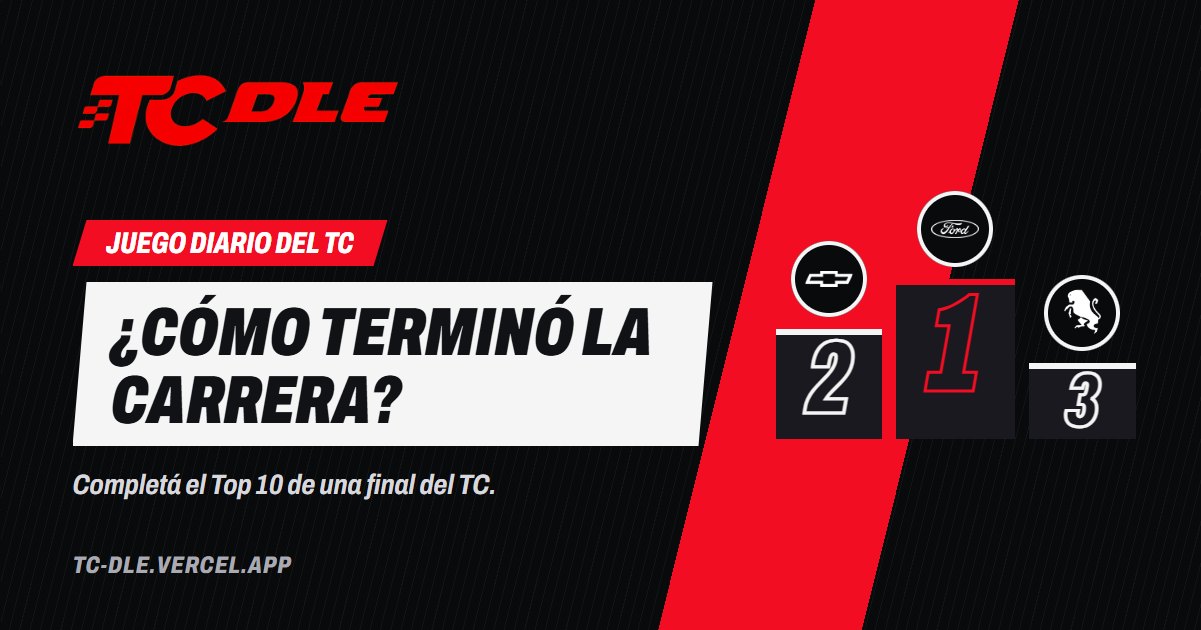 TC DLE
JUEGO DIARIO DEL TC
¿CÓMO TERMINÓ LA
CARRERA?
Completá el Top 10 de una final del TC.
TC-DLE.VERCEL.APP
Ford
2
1
3